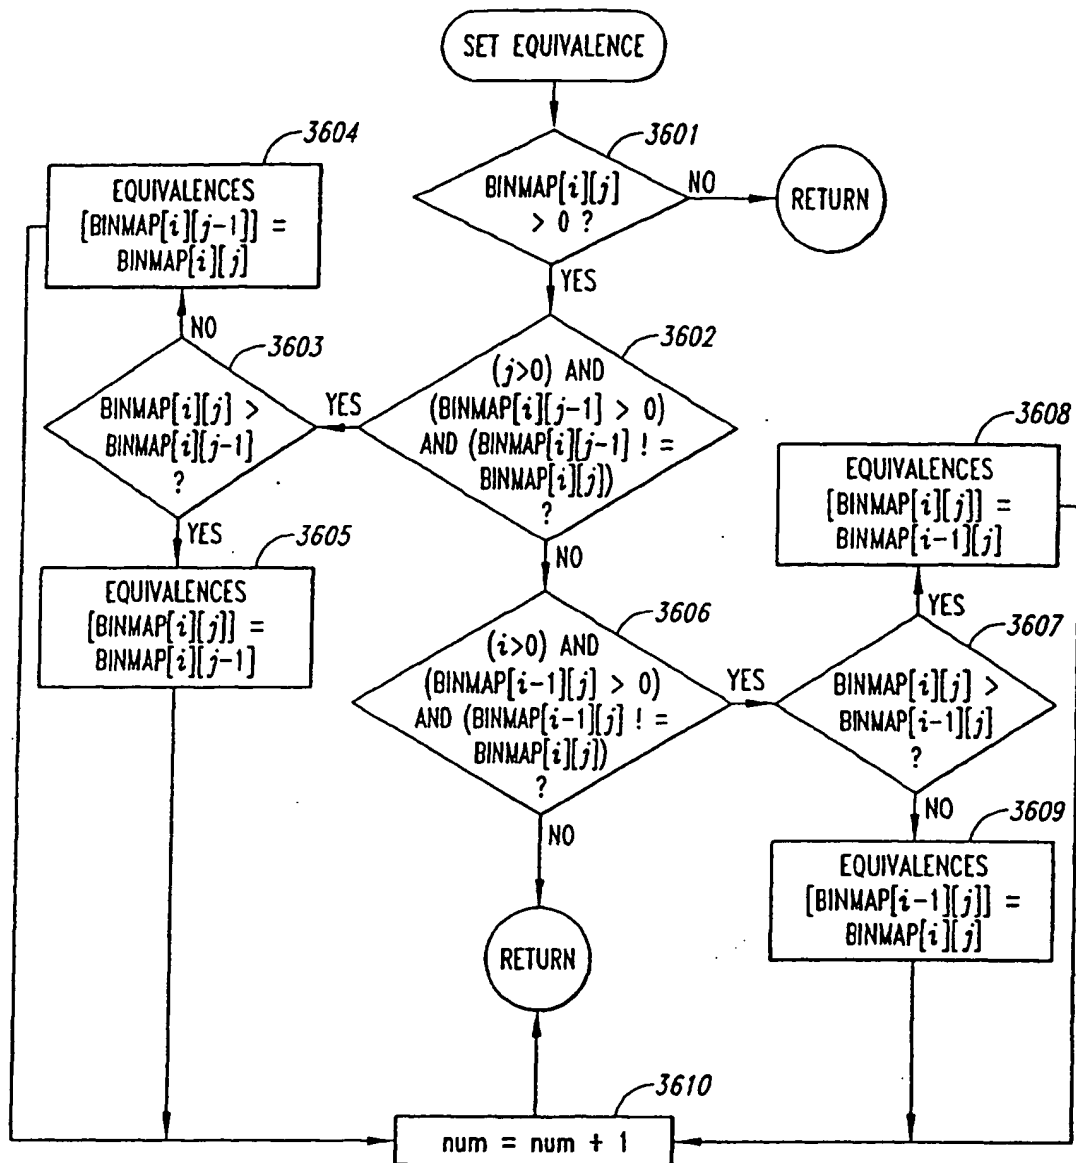 SET EQUIVALENCE
3601
BINMAP[i][j]
> 0 ?
NO
RETURN
YES
3602
(j>0) AND
(BINMAP[i][j-1] > 0)
AND (BINMAP[i][j-1] ! =
BINMAP[i][j])
?
YES
NO
3603
BINMAP[i][j] >
BINMAP[i][j-1]
?
NO
YES
3604
EQUIVALENCES
[BINMAP[i][j-1]] =
BINMAP[i][j]
3605
EQUIVALENCES
[BINMAP[i][j]] =
BINMAP[i][j-1]
3606
(i>0) AND
(BINMAP[i-1][j] > 0)
AND (BINMAP[i-1][j] ! =
BINMAP[i][j])
?
YES
NO
3607
BINMAP[i][j] >
BINMAP[i-1][j]
?
YES
NO
3608
EQUIVALENCES
[BINMAP[i][j]] =
BINMAP[i-1][j]
3609
EQUIVALENCES
[BINMAP[i-1][j]] =
BINMAP[i][j]
RETURN
3610
num = num + 1